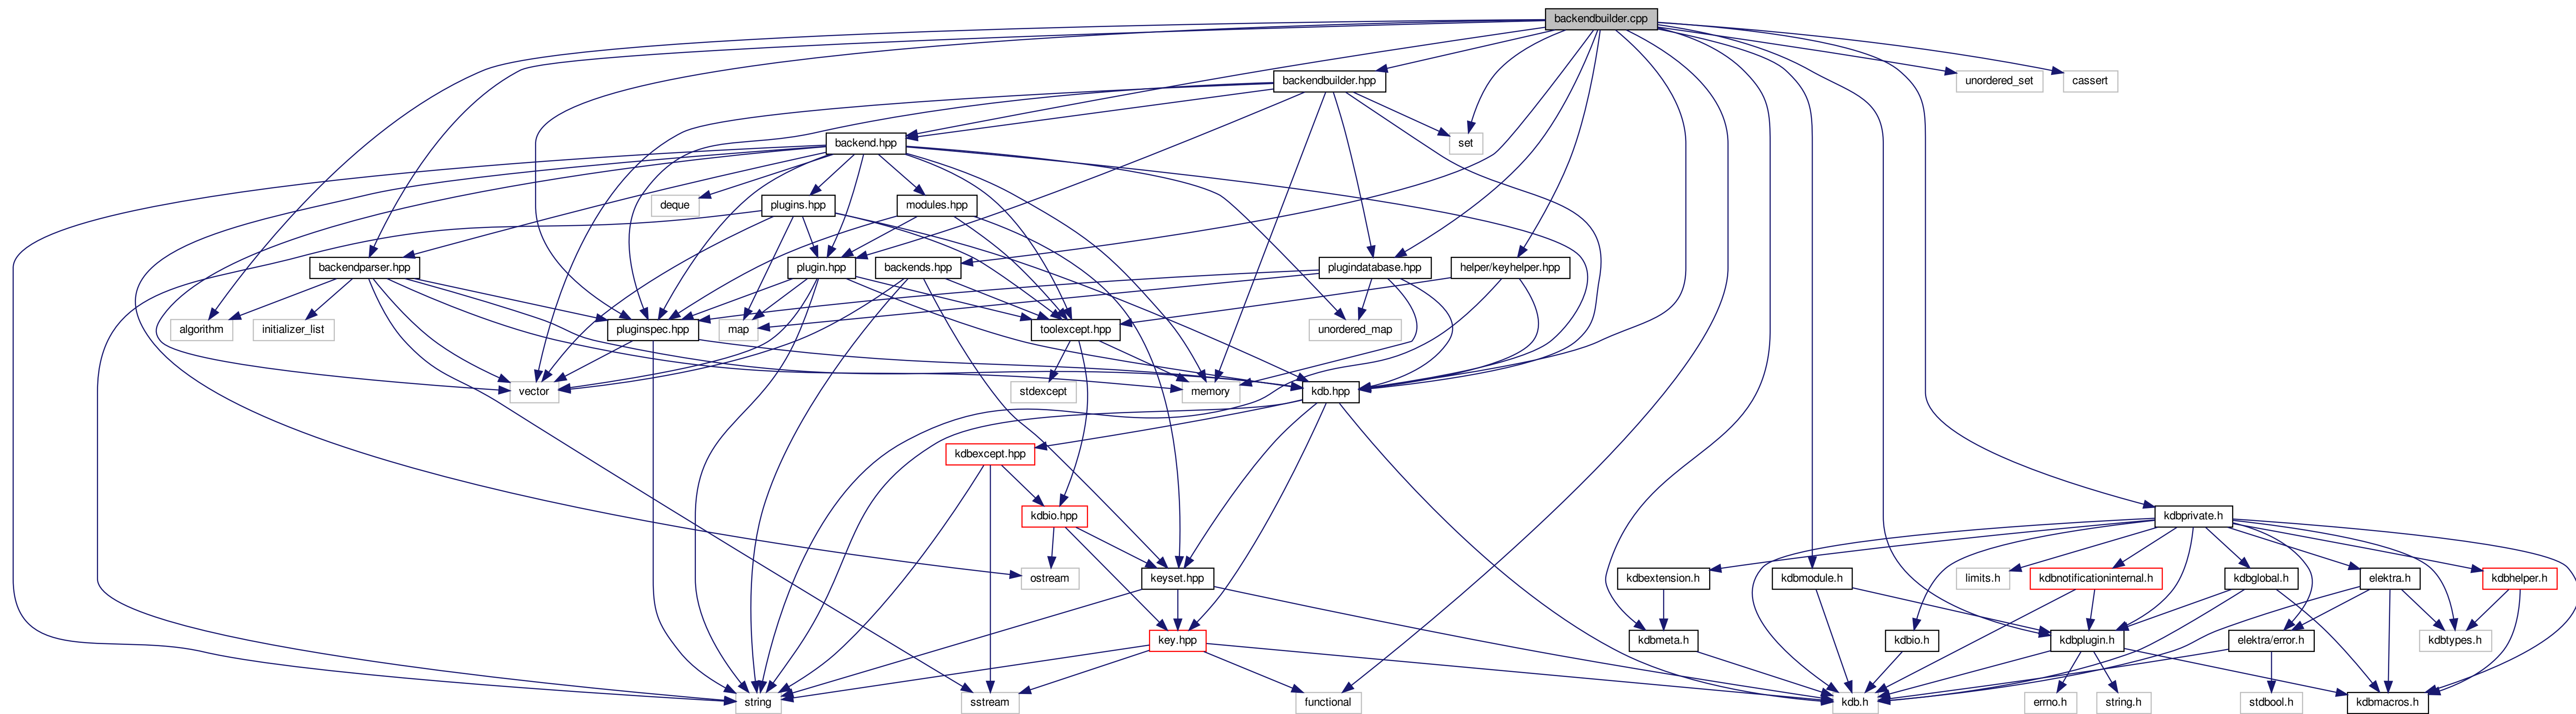 backendbuilder.cpp
backendbuilder.hpp
unordered_set
cassert
backend.hpp
set
deque
plugins.hpp
modules.hpp
backendparser.hpp
plugin.hpp
backends.hpp
plugindatabase.hpp
helper/keyhelper.hpp
algorithm
initializer_list
pluginspec.hpp
map
toolexcept.hpp
unordered_map
vector
stdexcept
memory
kdb.hpp
kdbexcept.hpp
kdbio.hpp
kdbprivate.h
ostream
keyset.hpp
kdbextension.h
kdbmodule.h
limits.h
kdbnotificationinternal.h
kdbglobal.h
elektra.h
kdbhelper.h
key.hpp
kdbmeta.h
kdbio.h
kdbplugin.h
elektra/error.h
kdbtypes.h
string
sstream
functional
kdb.h
errno.h
string.h
stdbool.h
kdbmacros.h